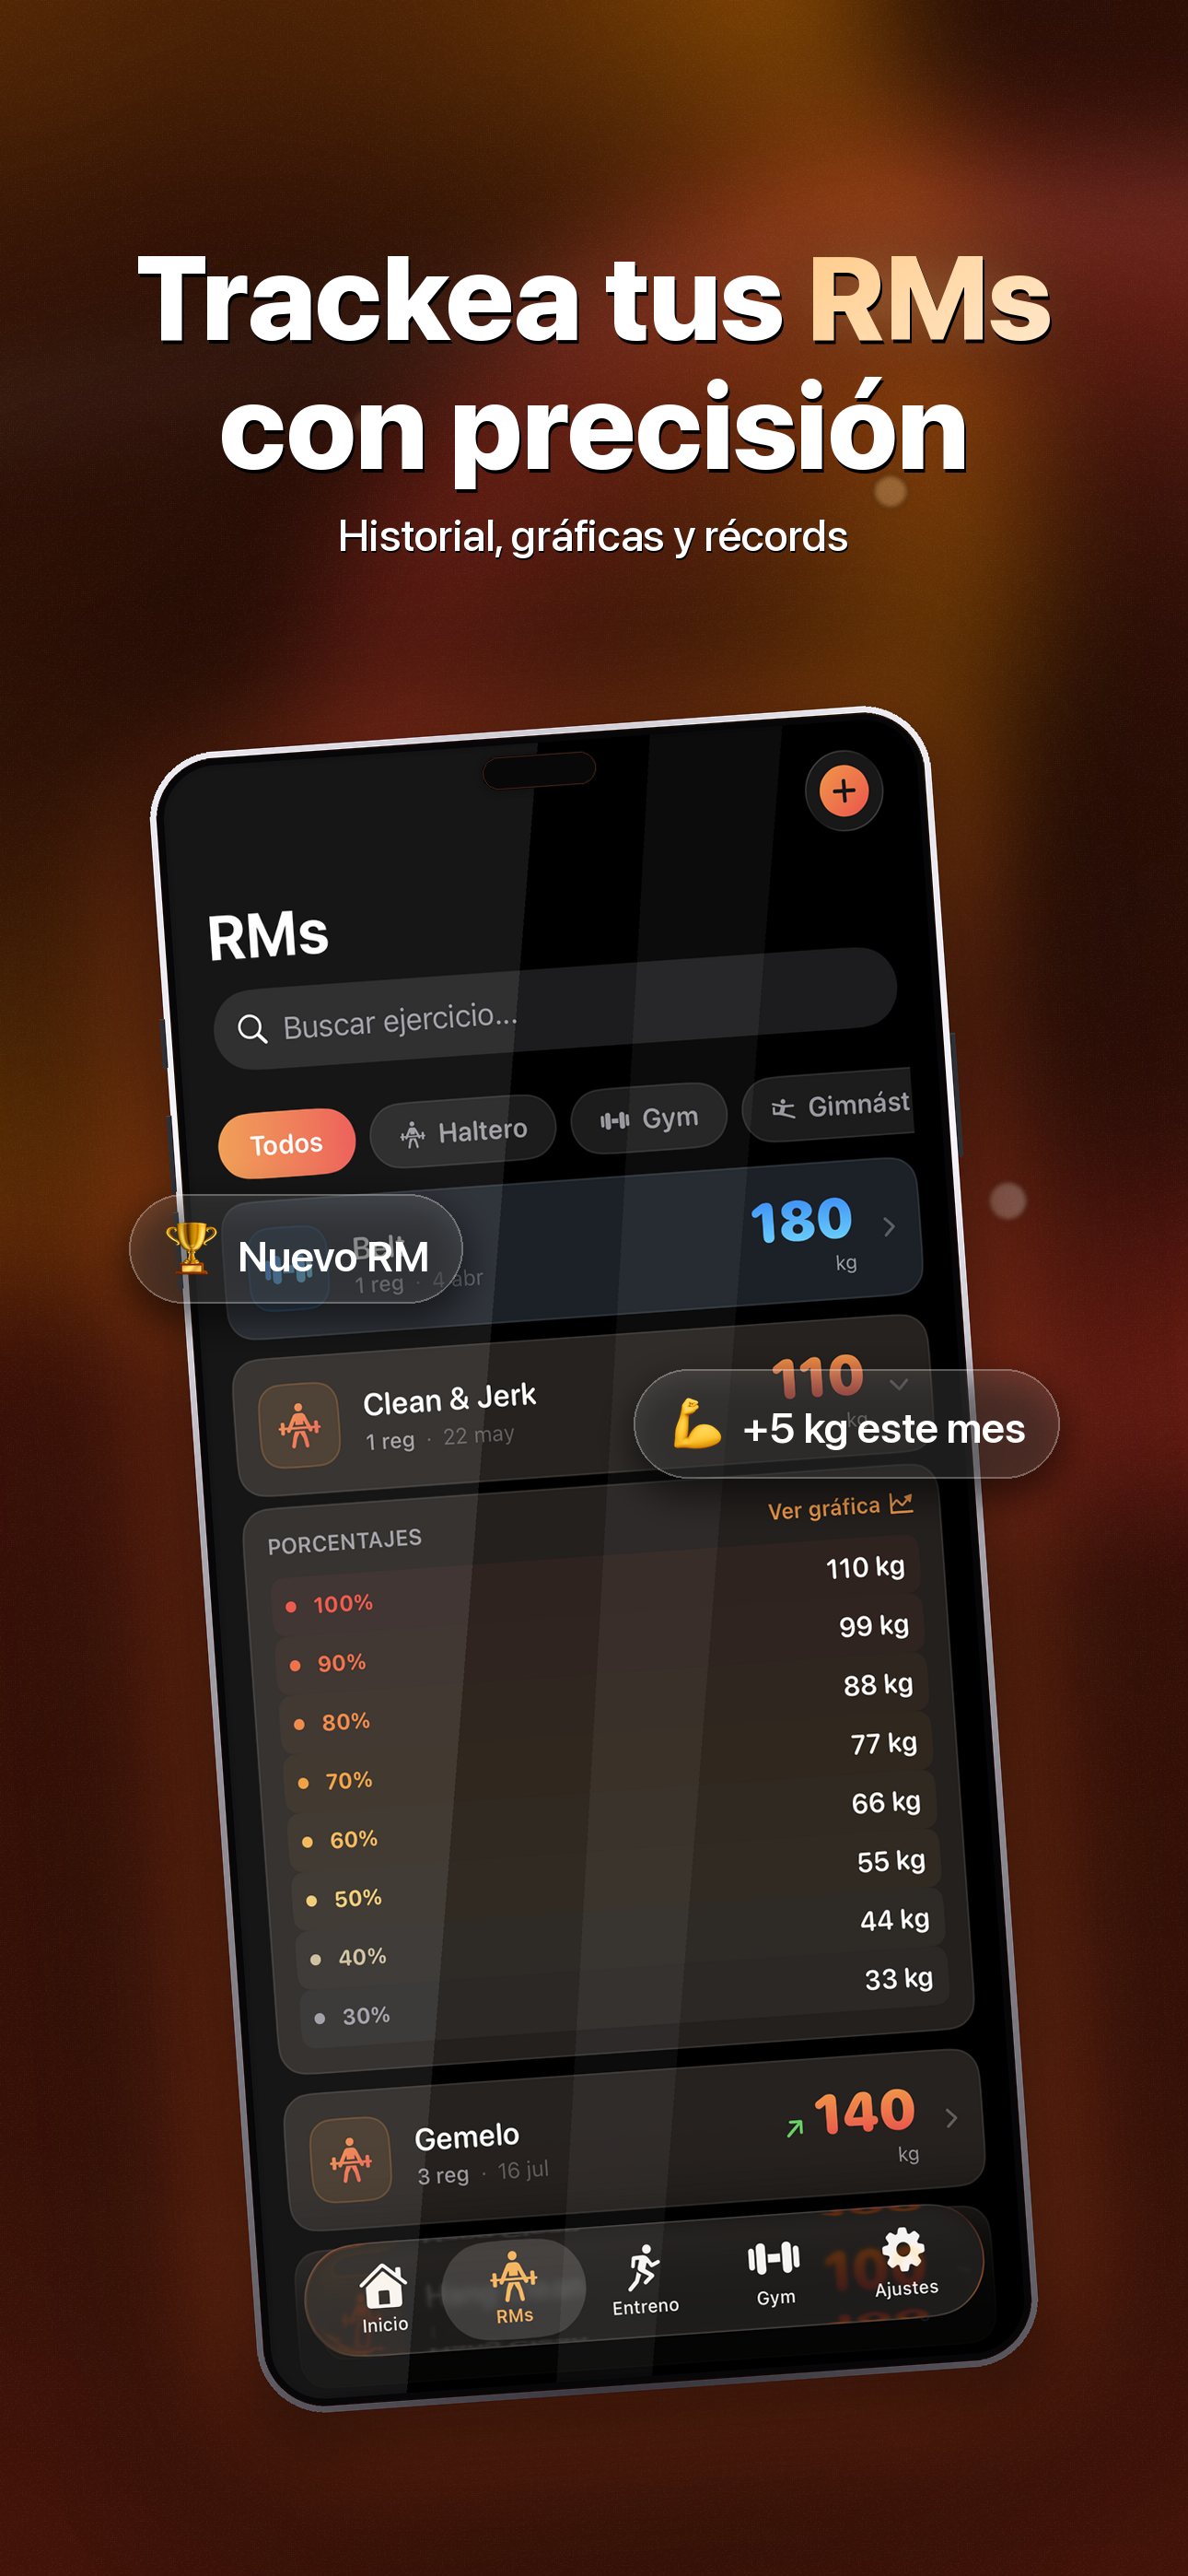 Trackea tus RMs
con precisión
Historial, gráficas y récords
RMs
Buscar ejercicio...
Todos
Haltero
Gym
Gimnást
🏆 Nuevo RM
1 reg · 4 abr
180
kg
Clean & Jerk
1 reg · 22 may
110
kg
💪 +5 kg este mes
PORCENTAJES
Ver gráfica
100% 110 kg
90% 99 kg
80% 88 kg
70% 77 kg
60% 66 kg
50% 55 kg
40% 44 kg
30% 33 kg
Gemelo
3 reg · 16 jul
140
kg
Inicio
RMs
Entreno
Gym
Ajustes